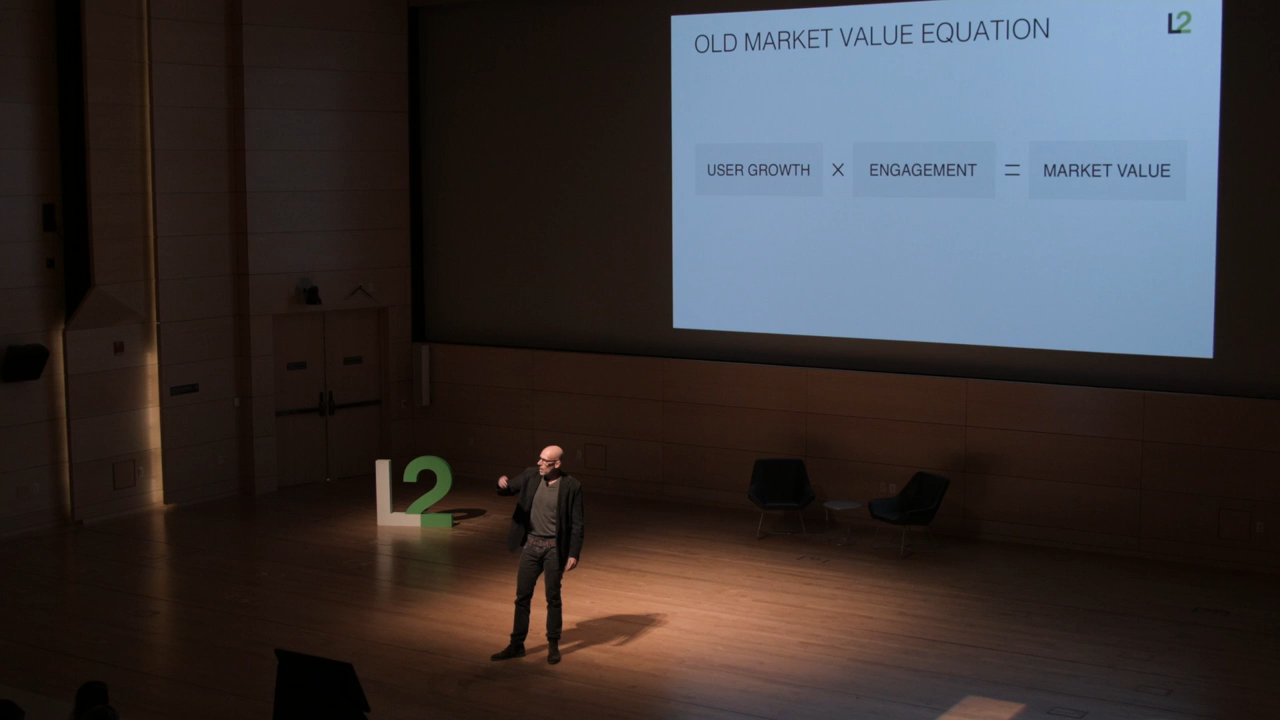 OLD MARKET VALUE EQUATION
L2
USER GROWTH × ENGAGEMENT = MARKET VALUE
L2